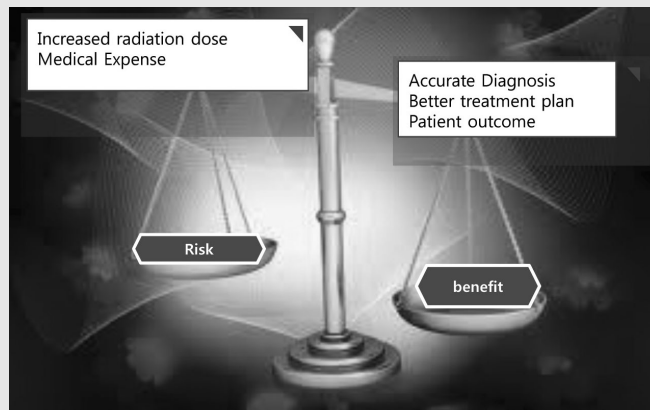 Increased radiation dose
Medical Expense
Accurate Diagnosis
Better treatment plan
Patient outcome
Risk
benefit